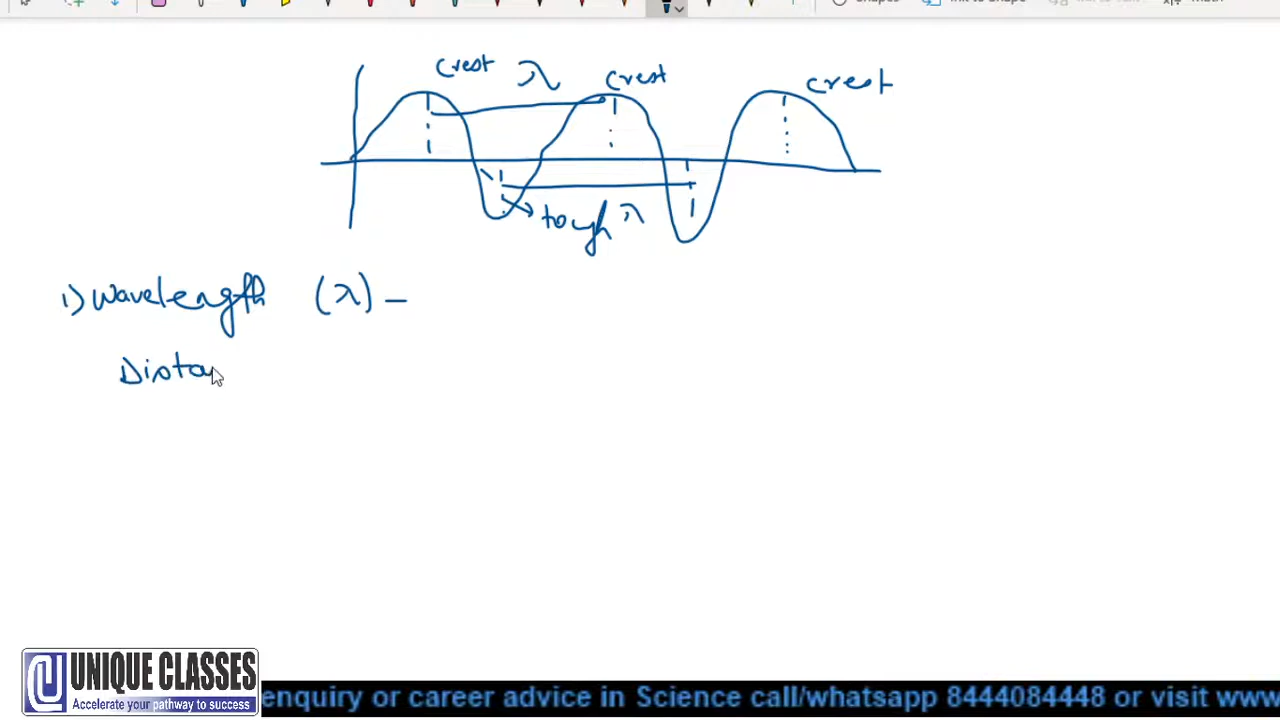 crest λ crest crest
tough λ
1) Wavelength (λ) –
Distan
UNIQUE CLASSES
Accelerate your pathway to success
enquiry or career advice in Science call/whatsapp 8444084448 or visit www